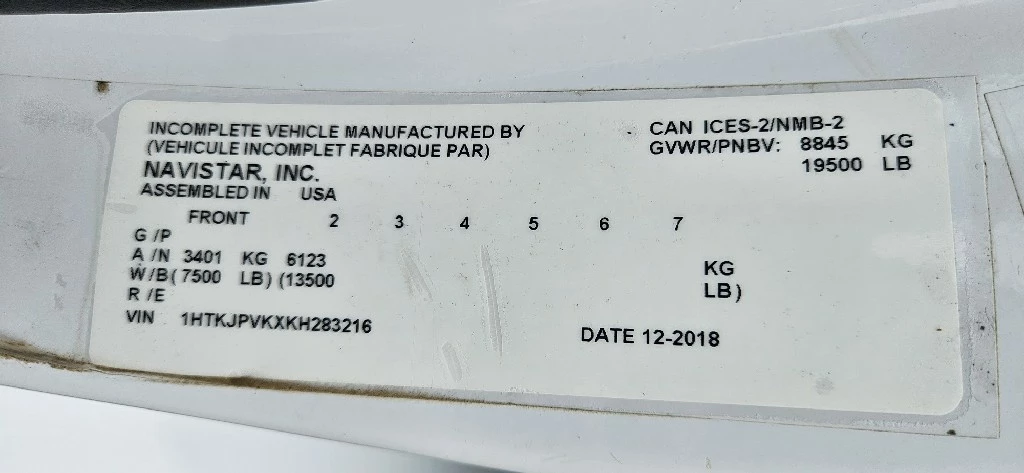 INCOMPLETE VEHICLE MANUFACTURED BY
(VEHICULE INCOMPLET FABRIQUE PAR)
NAVISTAR, INC.
ASSEMBLED IN USA
CAN ICES-2/NMB-2
GVWR/PNBV: 8845 KG
19500 LB
FRONT 2 3 4 5 6 7
G /P
A /N 3401 KG 6123 KG
W/B ( 7500 LB) (13500 LB)
R /E
VIN 1HTKJPVKXKH283216
DATE 12-2018